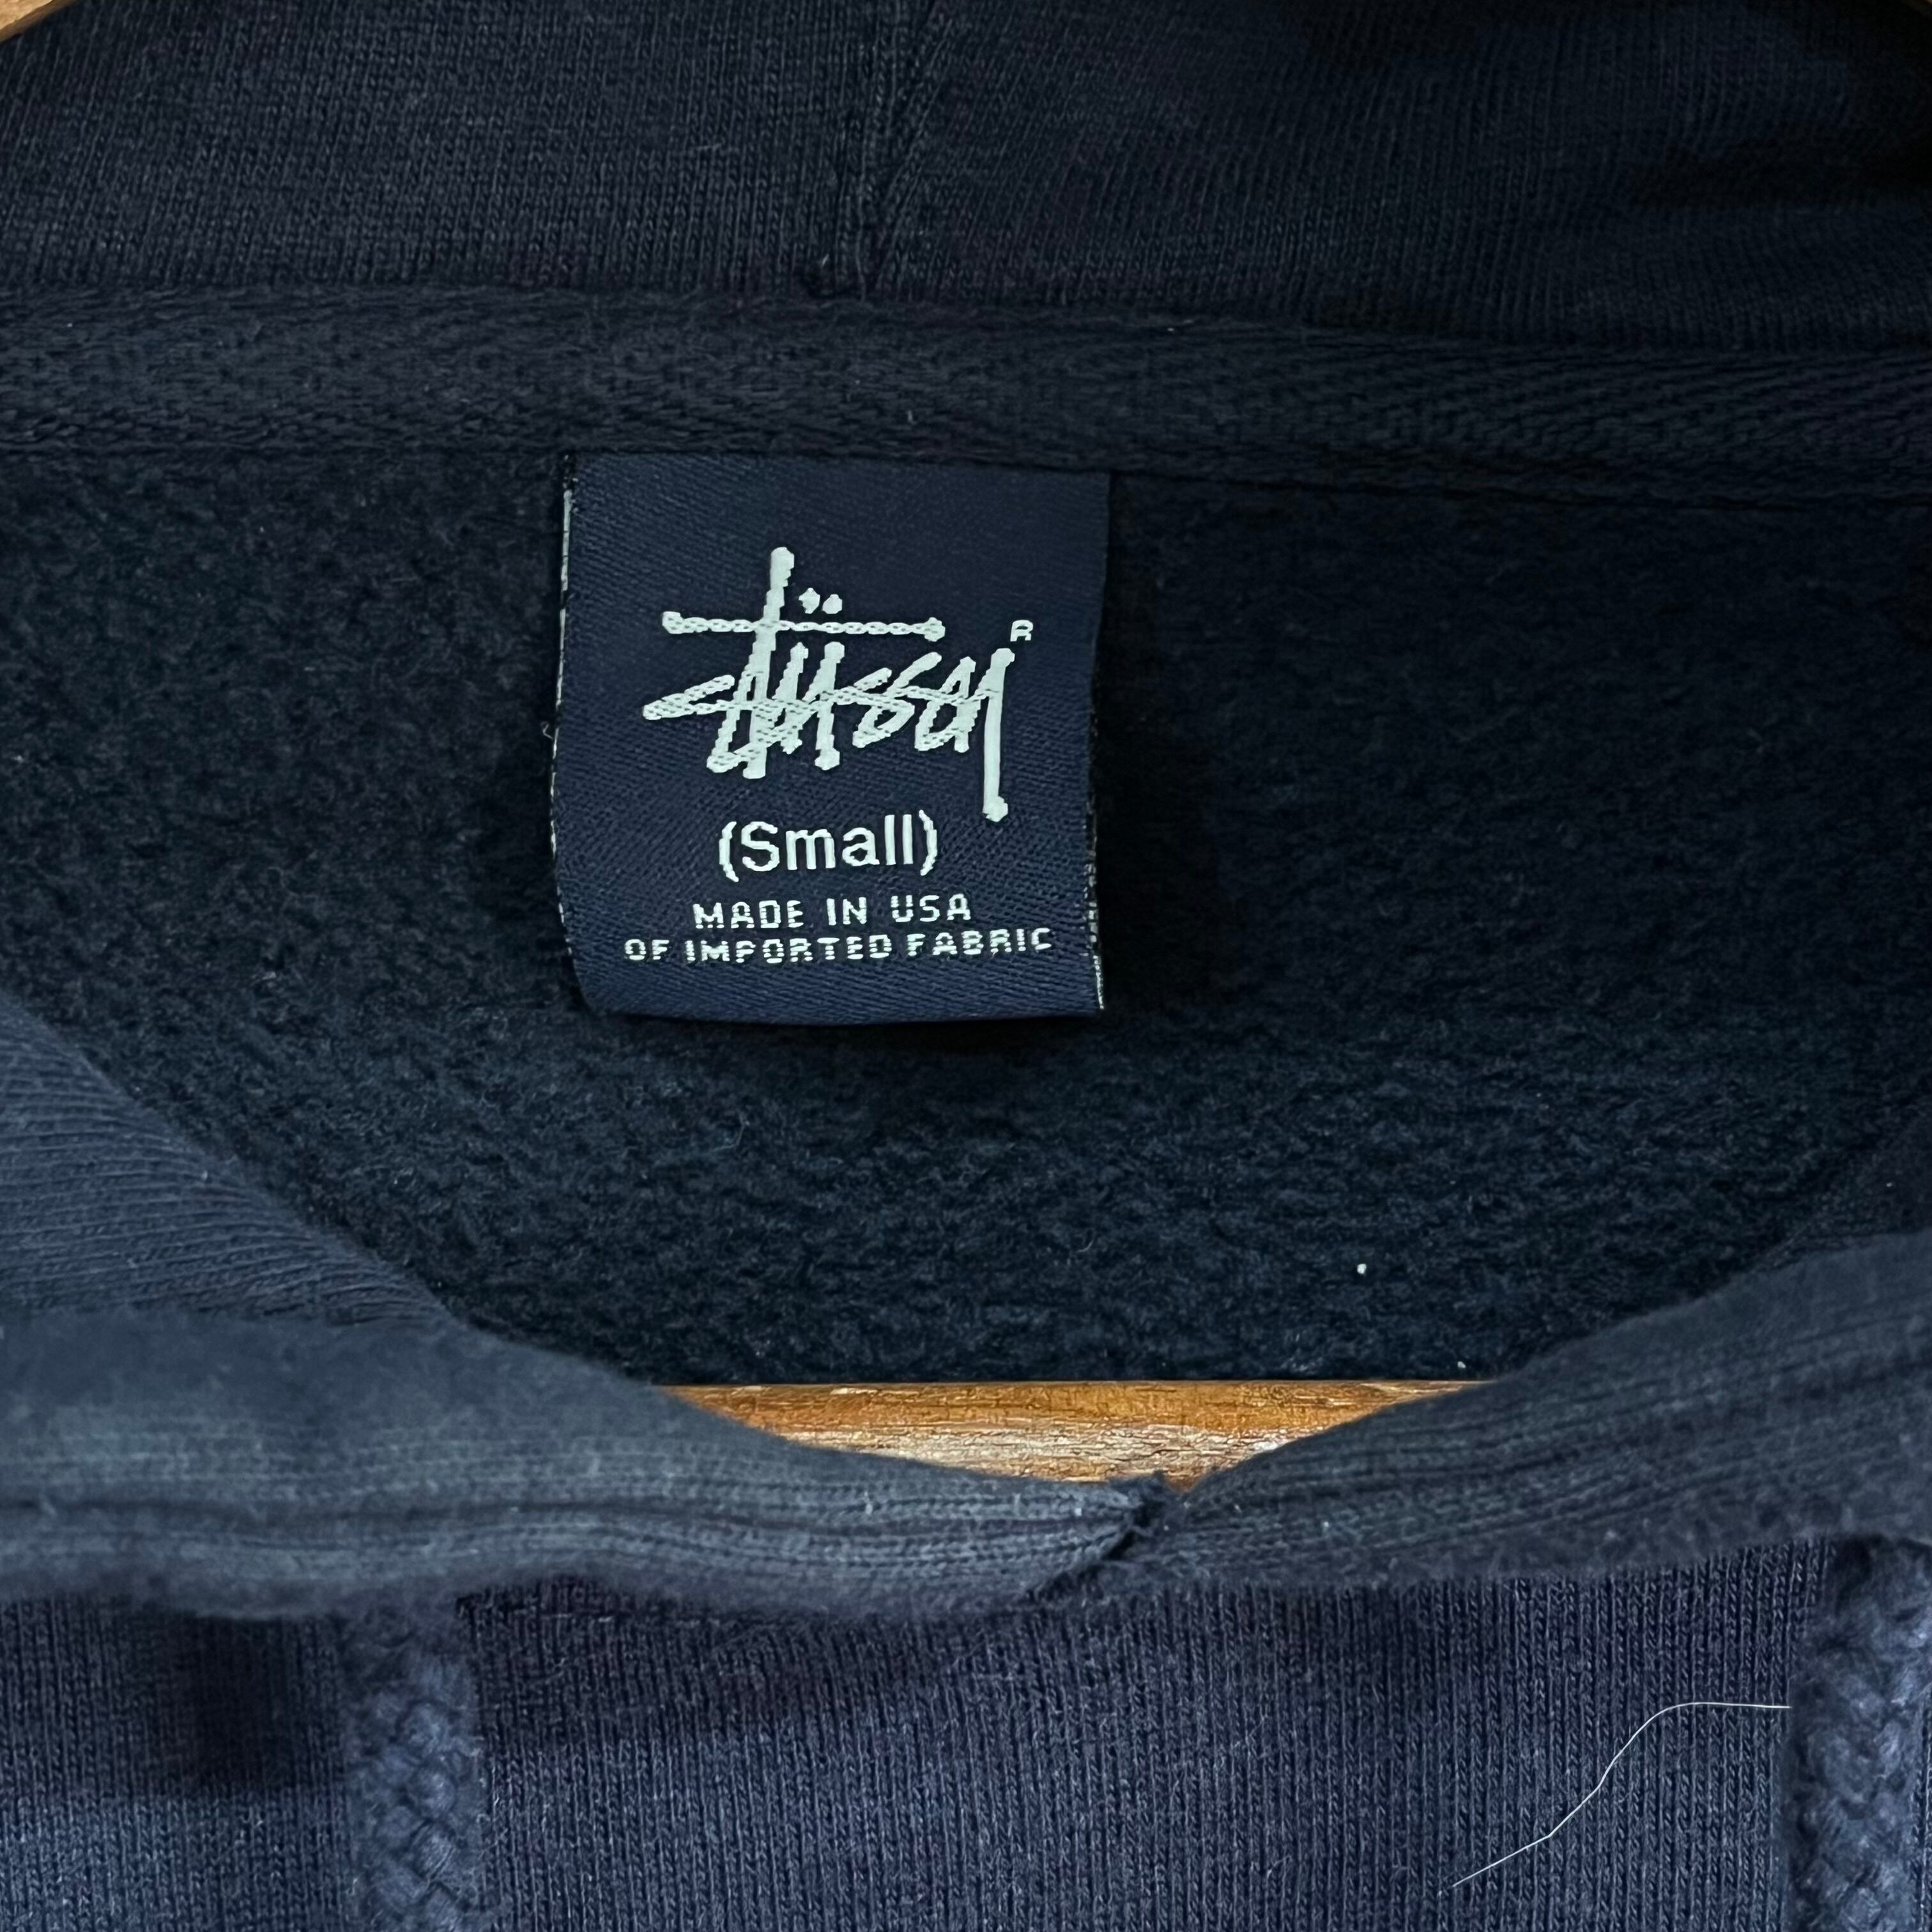 Stüssy R
(Small)
MADE IN USA
OF IMPORTED FABRIC